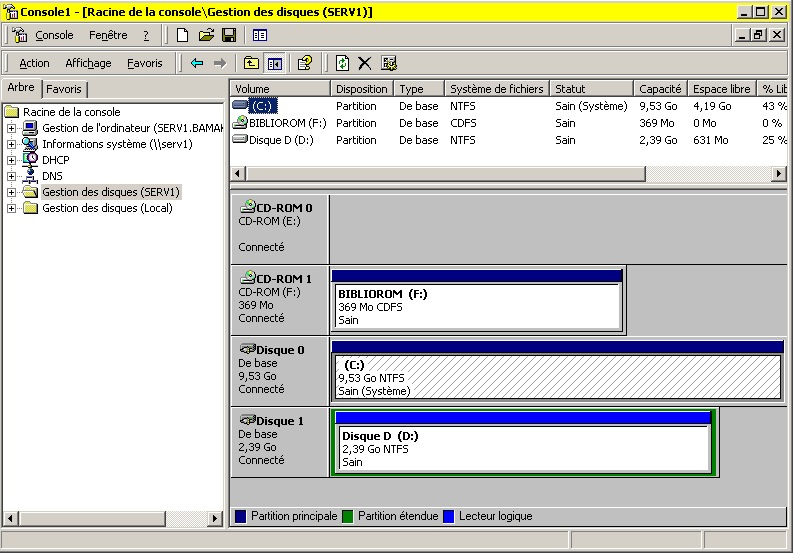 Console1 - [Racine de la console\Gestion des disques (SERV1)]
Console Fenêtre ?
Action Affichage Favoris
Arbre Favoris
Racine de la console
Gestion de l'ordinateur (SERV1.BAMAK
Informations système (\\serv1)
DHCP
DNS
Gestion des disques (SERV1)
Gestion des disques (Local)
Volume Disposition Type Système de fichiers Statut Capacité Espace libre % Lib
(C:) Partition De base NTFS Sain (Système) 9,53 Go 4,19 Go 43 %
BIBLIOROM (F:) Partition De base CDFS Sain 369 Mo 0 Mo 0 %
Disque D (D:) Partition De base NTFS Sain 2,39 Go 631 Mo 25 %
CD-ROM 0
CD-ROM (E:)
Connecté
CD-ROM 1
CD-ROM (F:)
369 Mo
Connecté
BIBLIOROM (F:)
369 Mo CDFS
Sain
Disque 0
De base
9,53 Go
Connecté
(C:)
9,53 Go NTFS
Sain (Système)
Disque 1
De base
2,39 Go
Connecté
Disque D (D:)
2,39 Go NTFS
Sain
Partition principale Partition étendue Lecteur logique